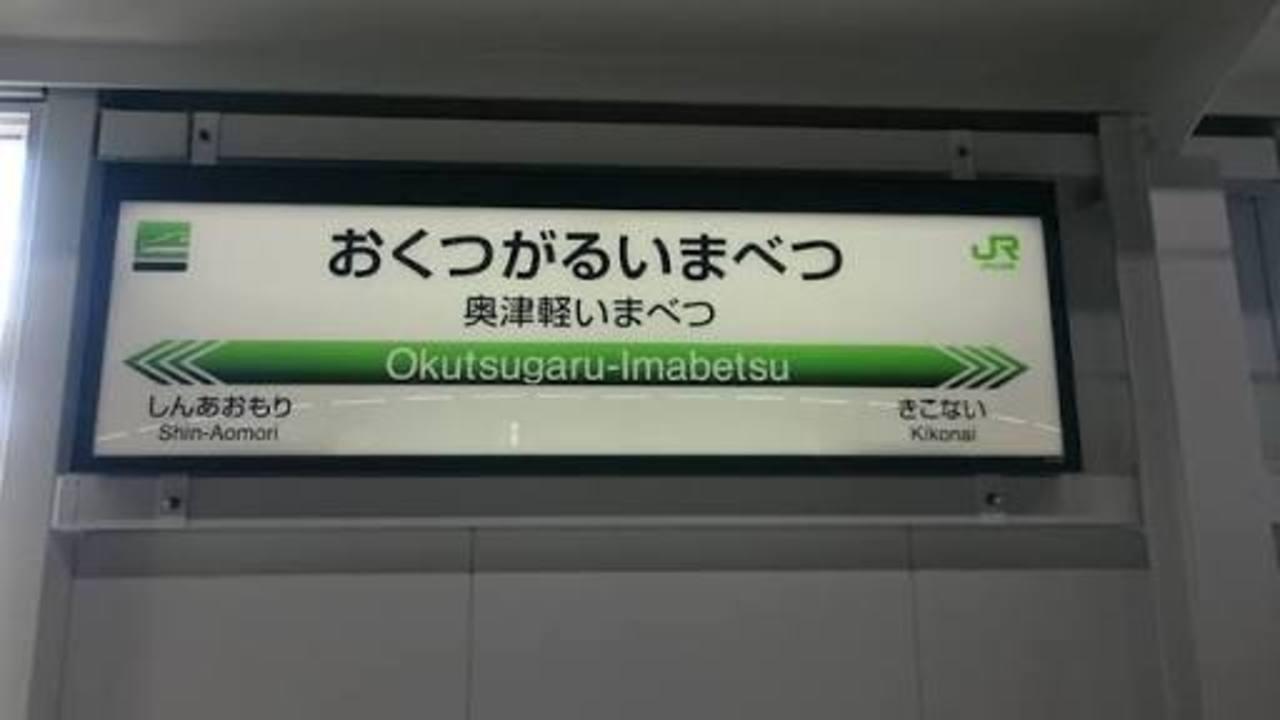 おくつがるいまべつ
JR
奥津軽いまべつ
Okutsugaru-Imabetsu
しんあおもり
きこない
Shin-Aomori
Kikonai